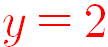 y = 2